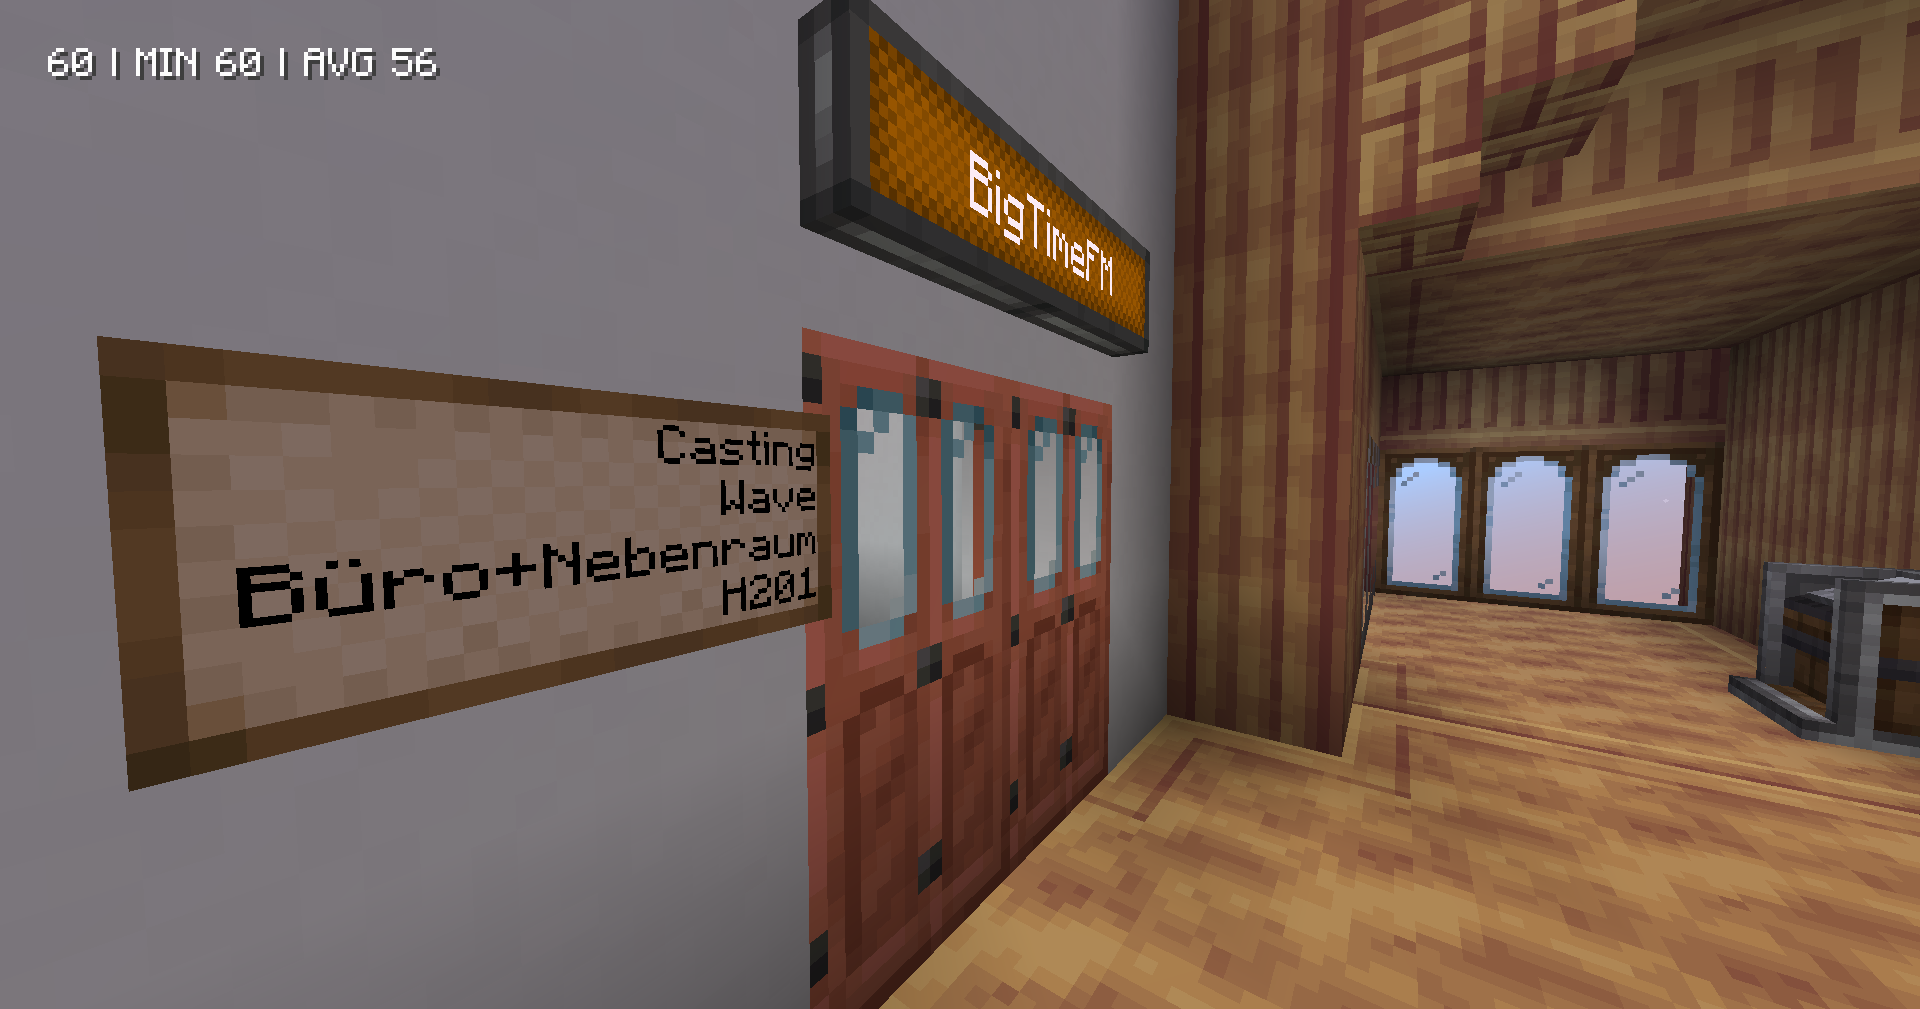 60 | MIN 60 | AVG 56
BigTimeFM
Casting
Wave
Büro+Nebenraum
H201